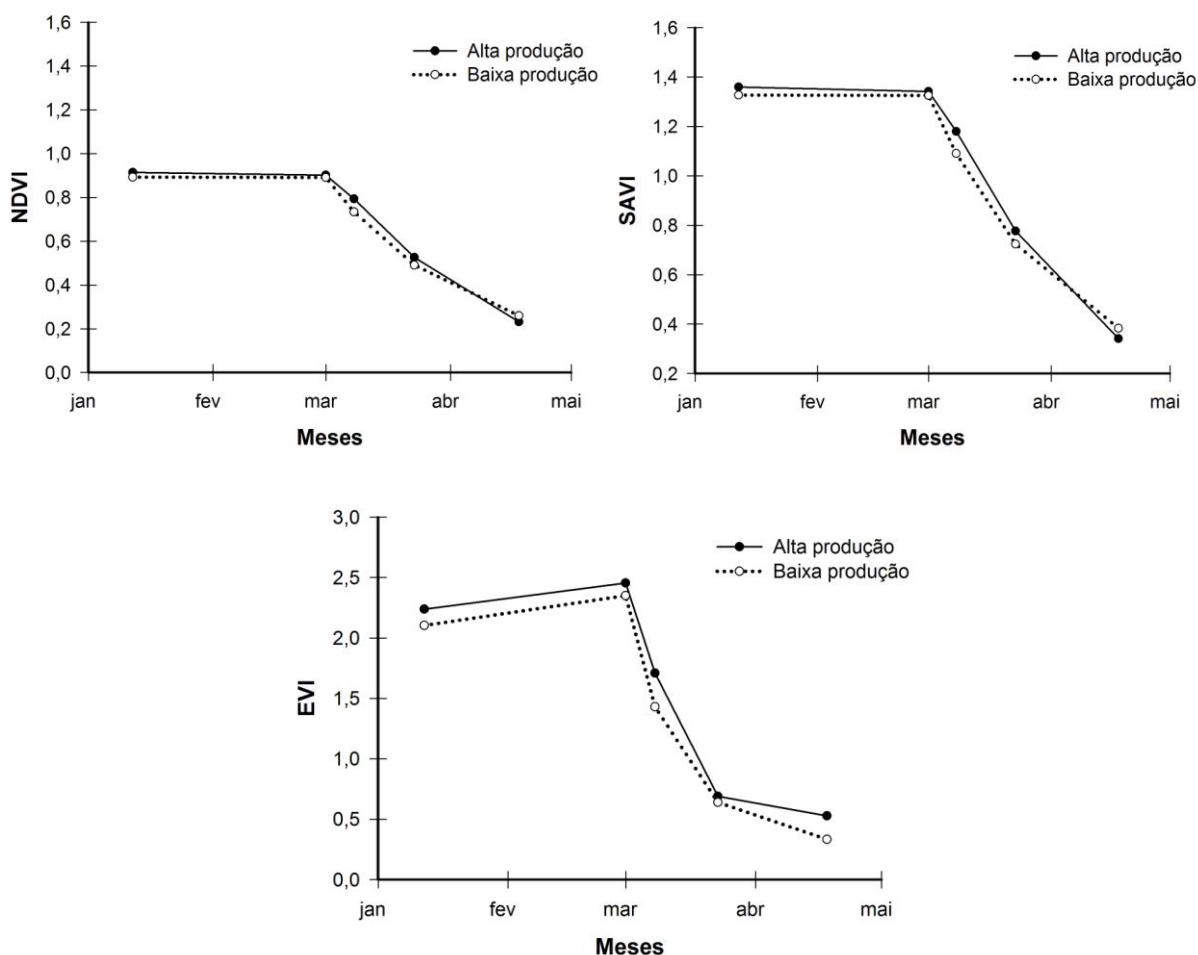 1,6
1,4
1,2
1,0
0,8
0,6
0,4
0,2
0,0
NDVI
Alta produção
Baixa produção
jan fev mar abr mai
Meses
1,6
1,4
1,2
1,0
0,8
0,6
0,4
0,2
SAVI
Alta produção
Baixa produção
jan fev mar abr mai
Meses
3,0
2,5
2,0
1,5
1,0
0,5
0,0
EVI
Alta produção
Baixa produção
jan fev mar abr mai
Meses